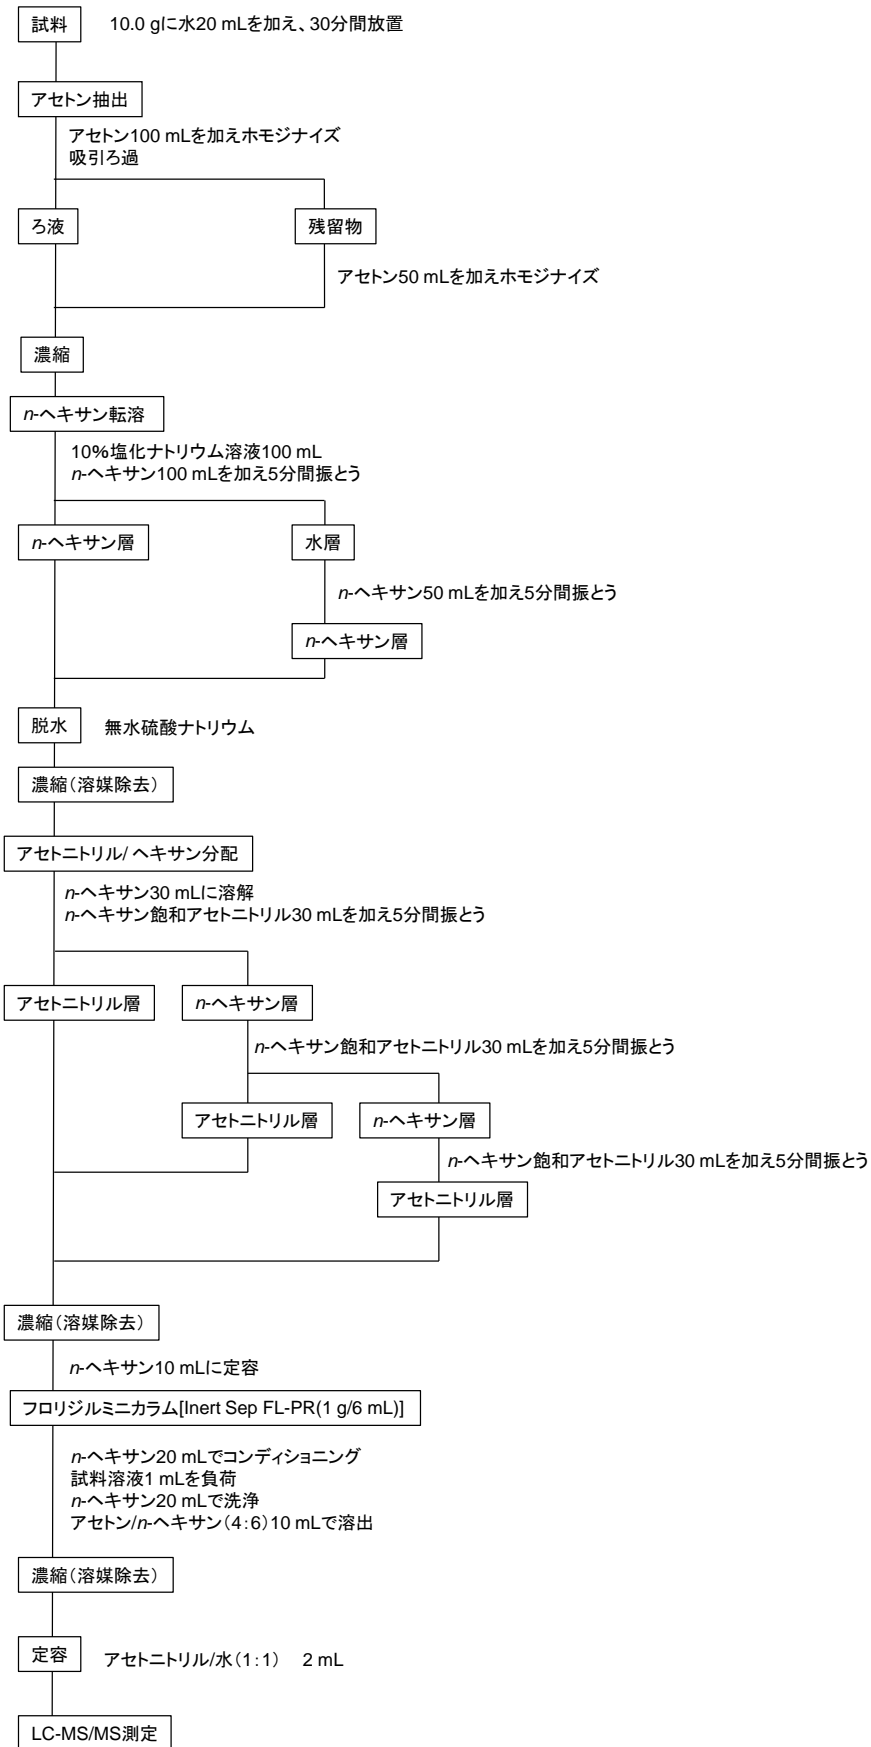 試料 10.0 gに水20 mLを加え、30分間放置
アセトン抽出
アセトン100 mLを加えホモジナイズ
吸引ろ過
ろ液 残留物
アセトン50 mLを加えホモジナイズ
濃縮
n-ヘキサン転溶
10%塩化ナトリウム溶液100 mL
n-ヘキサン100 mLを加え5分間振とう
n-ヘキサン層 水層
n-ヘキサン50 mLを加え5分間振とう
n-ヘキサン層
脱水 無水硫酸ナトリウム
濃縮(溶媒除去)
アセトニトリル/ ヘキサン分配
n-ヘキサン30 mLに溶解
n-ヘキサン飽和アセトニトリル30 mLを加え5分間振とう
アセトニトリル層 n-ヘキサン層
n-ヘキサン飽和アセトニトリル30 mLを加え5分間振とう
アセトニトリル層 n-ヘキサン層
n-ヘキサン飽和アセトニトリル30 mLを加え5分間振とう
アセトニトリル層
濃縮(溶媒除去)
n-ヘキサン10 mLに定容
フロリジルミニカラム[Inert Sep FL-PR(1 g/6 mL)]
n-ヘキサン20 mLでコンディショニング
試料溶液1 mLを負荷
n-ヘキサン20 mLで洗浄
アセトン/n-ヘキサン(4:6)10 mLで溶出
濃縮(溶媒除去)
定容 アセトニトリル/水(1:1) 2 mL
LC-MS/MS測定